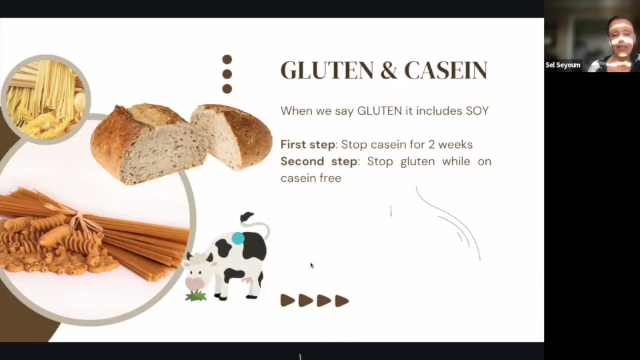 GLUTEN & CASEIN
When we say GLUTEN it includes SOY
First step: Stop casein for 2 weeks
Second step: Stop gluten while on
casein free
Sel Seyoum